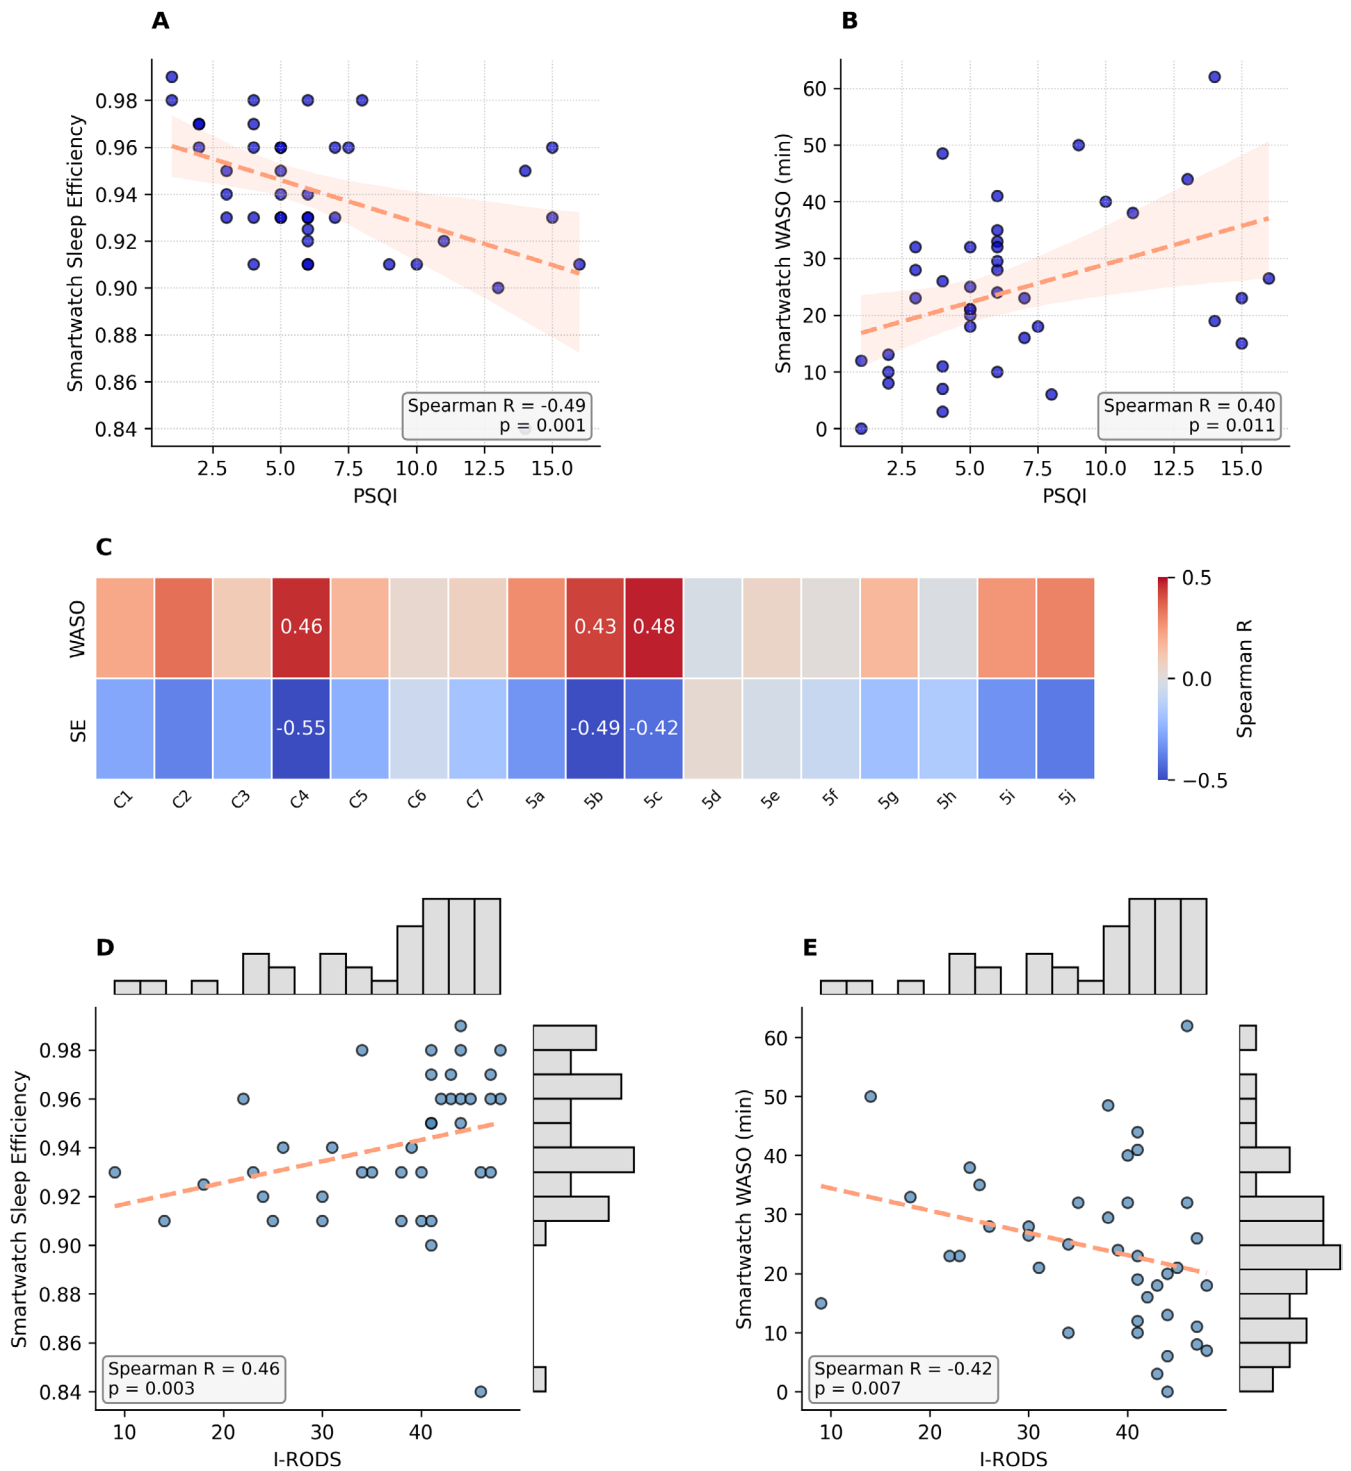 A
B
Smartwatch Sleep Efficiency
0.98
0.96
0.94
0.92
0.90
0.88
0.86
0.84
Spearman R = -0.49
p = 0.001
2.5 5.0 7.5 10.0 12.5 15.0
PSQI
Smartwatch WASO (min)
60
50
40
30
20
10
0
Spearman R = 0.40
p = 0.011
2.5 5.0 7.5 10.0 12.5 15.0
PSQI
C
WASO
0.46 0.43 0.48
SE
-0.55 -0.49 -0.42
C1 C2 C3 C4 C5 C6 C7 5a 5b 5c 5d 5e 5f 5g 5h 5i 5j
0.5
0.0
−0.5
Spearman R
D
Smartwatch Sleep Efficiency
0.98
0.96
0.94
0.92
0.90
0.88
0.86
0.84
Spearman R = 0.46
p = 0.003
10 20 30 40
I-RODS
E
Smartwatch WASO (min)
60
50
40
30
20
10
0
Spearman R = -0.42
p = 0.007
10 20 30 40
I-RODS